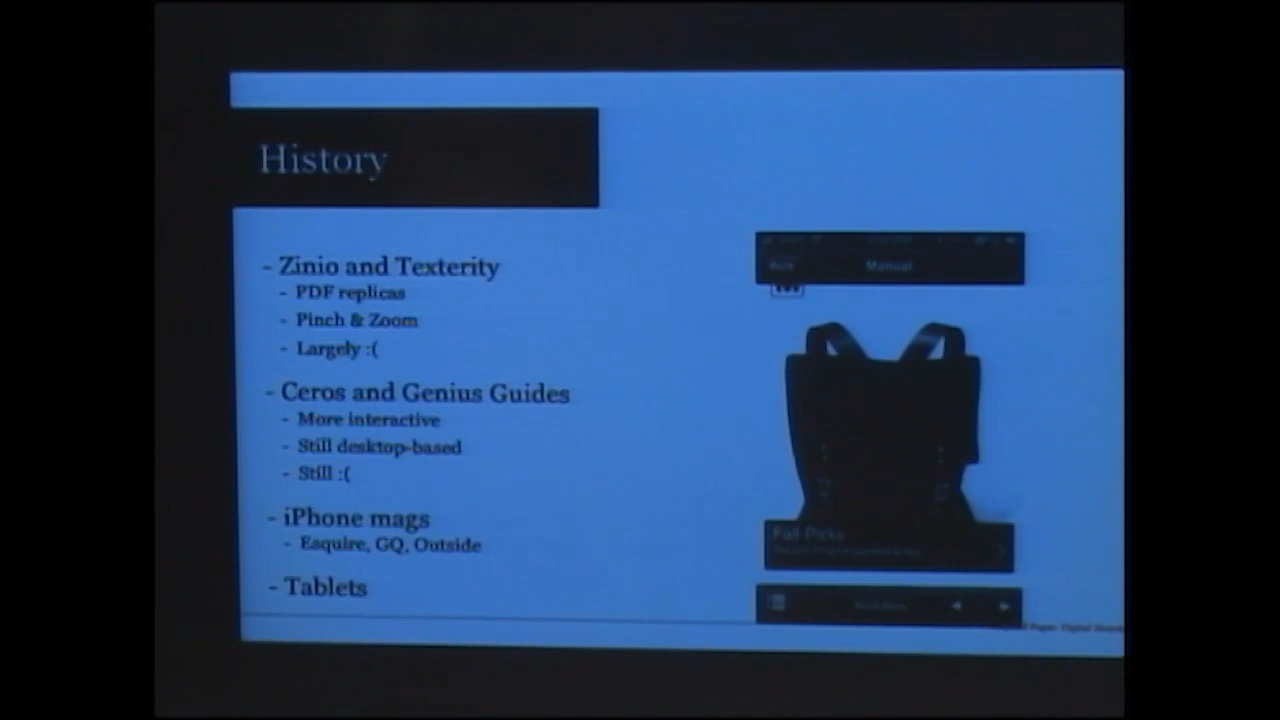 History
- Zinio and Texterity
- PDF replicas
- Pinch & Zoom
- Largely :(
- Ceros and Genius Guides
- More interactive
- Still desktop-based
- Still :(
- iPhone mags
- Esquire, GQ, Outside
- Tablets
Manual
Fall Picks